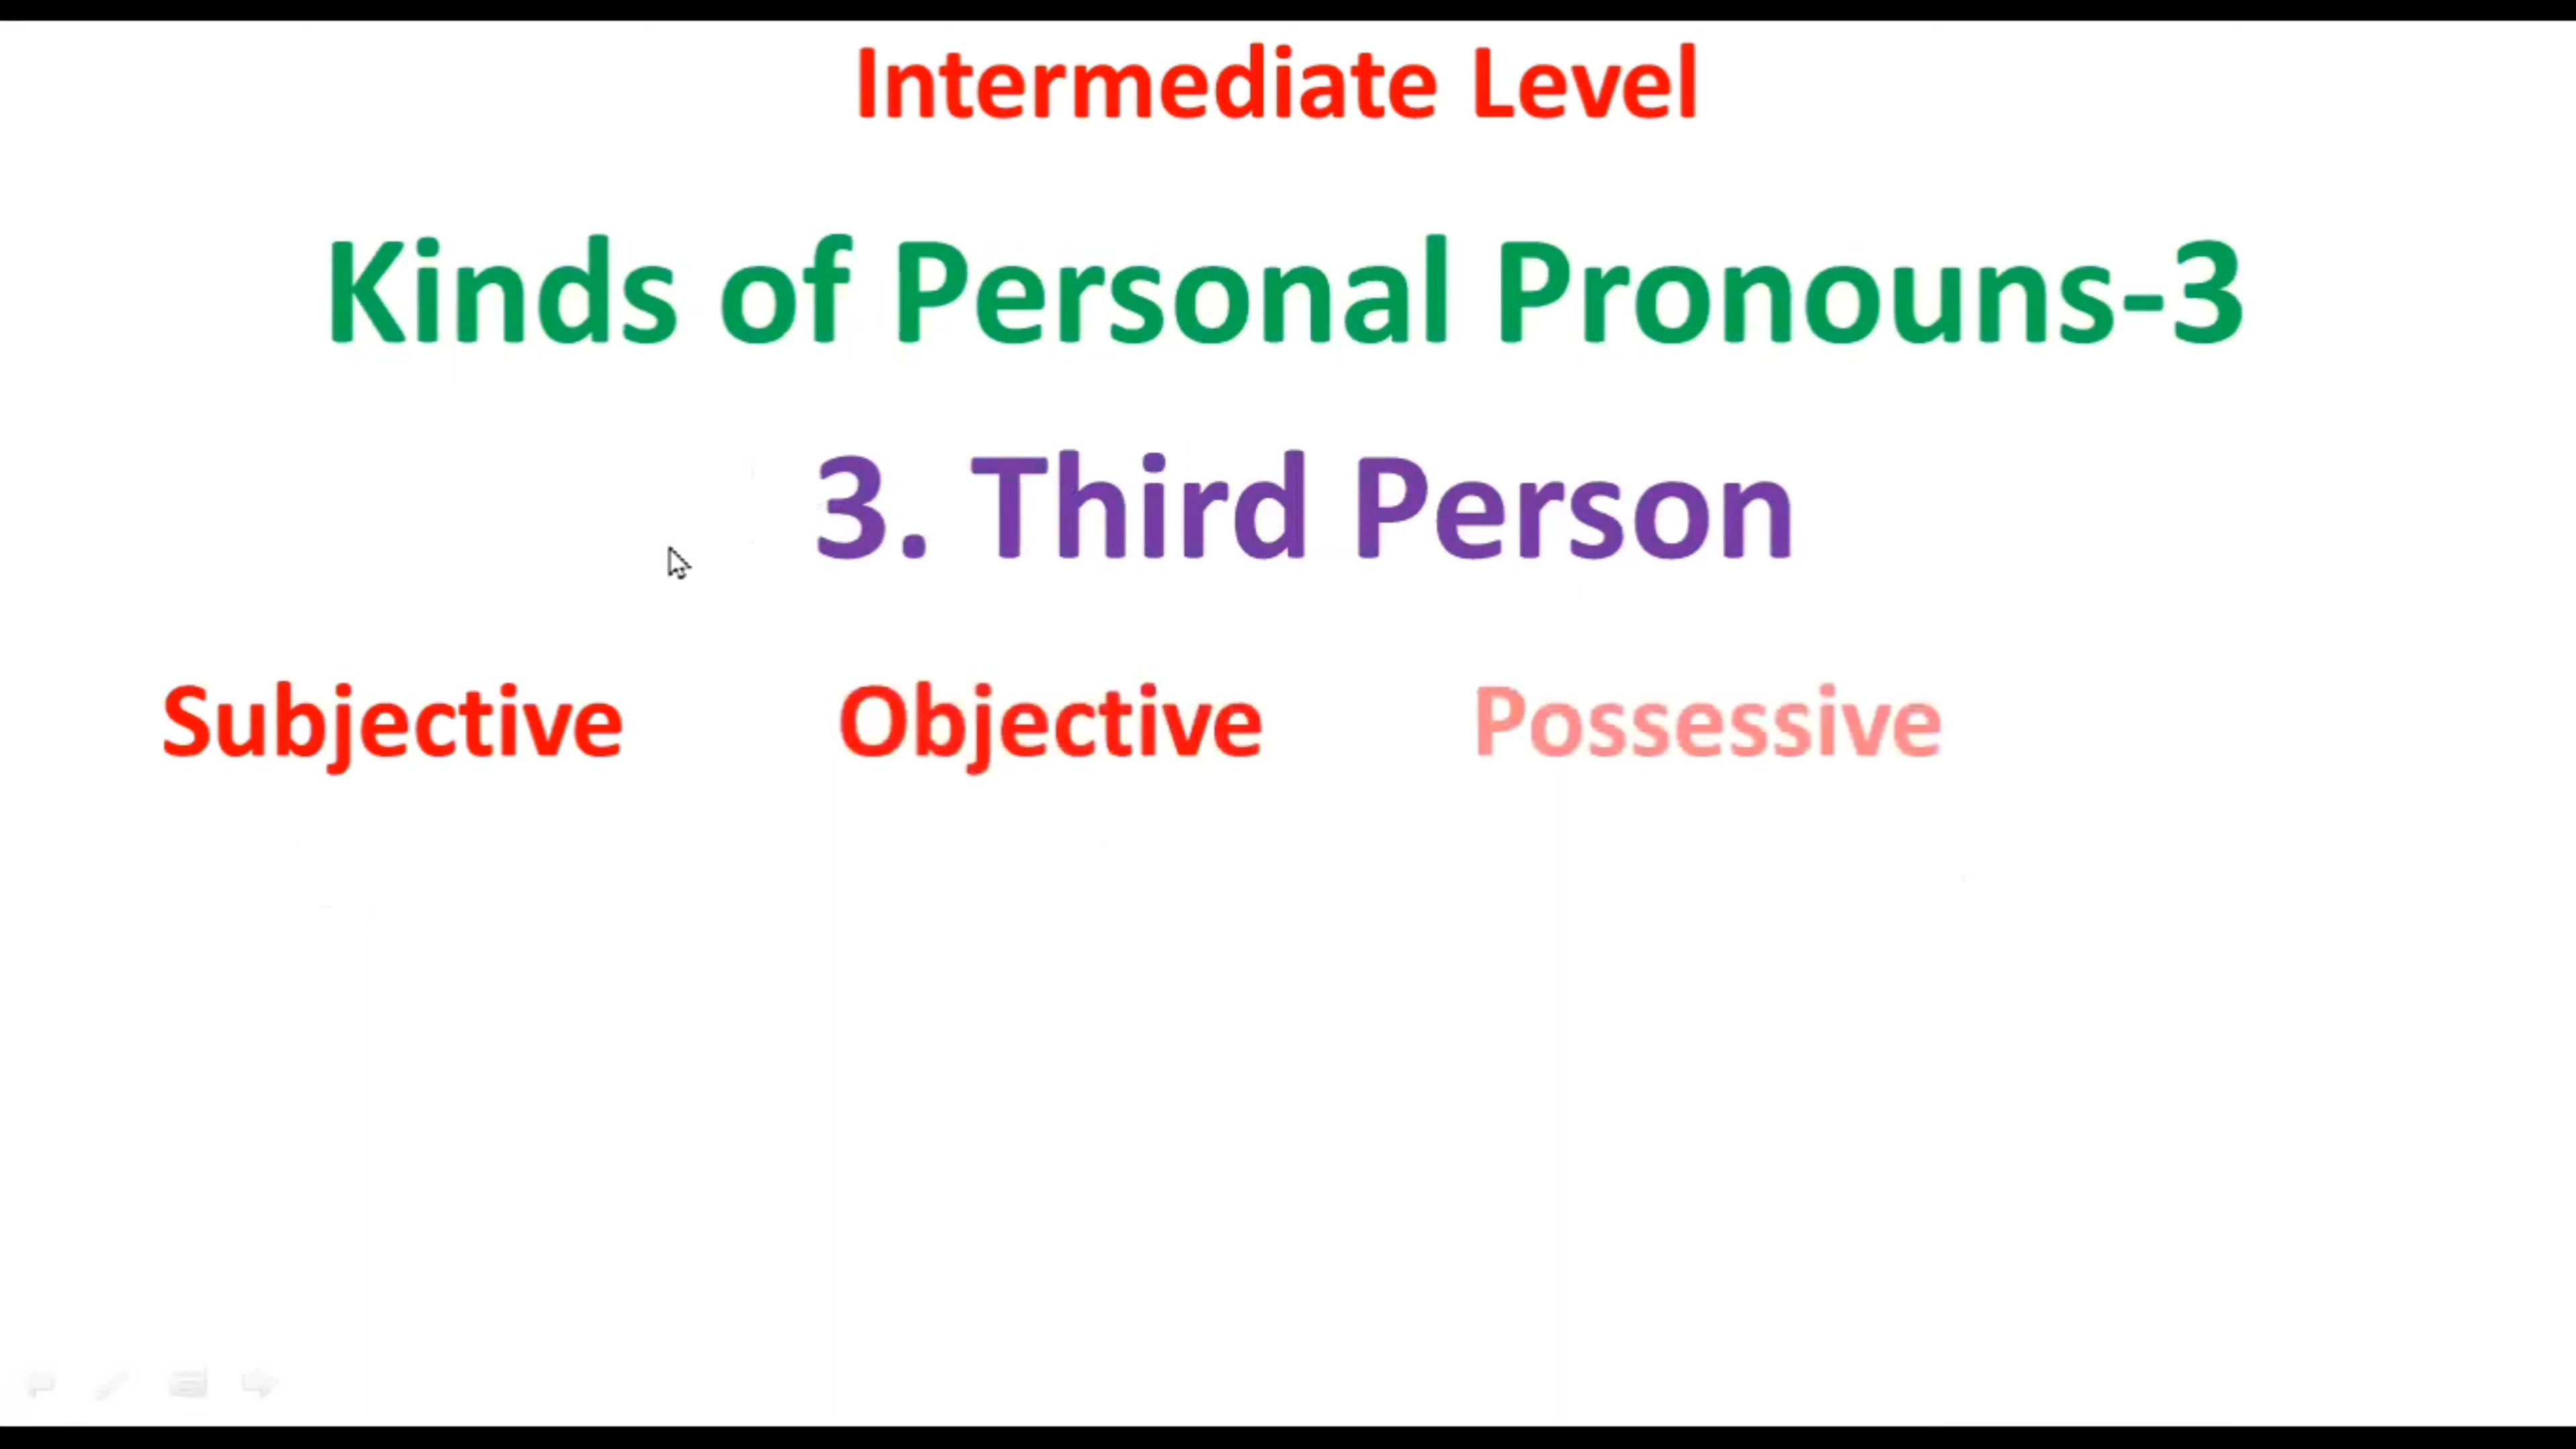 Intermediate Level
Kinds of Personal Pronouns-3
3. Third Person
Subjective Objective Possessive